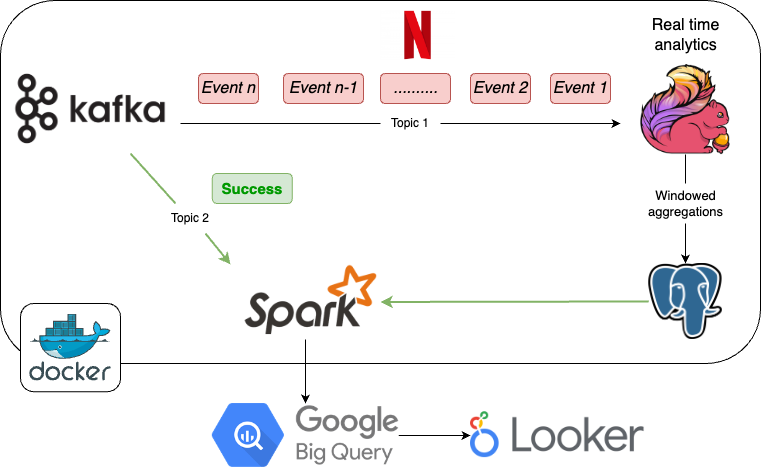 N
Real time
analytics
Event n
Event n-1
..........
Event 2
Event 1
kafka
Topic 1
Success
Topic 2
Windowed
aggregations
Spark
docker
Google
Big Query
Looker